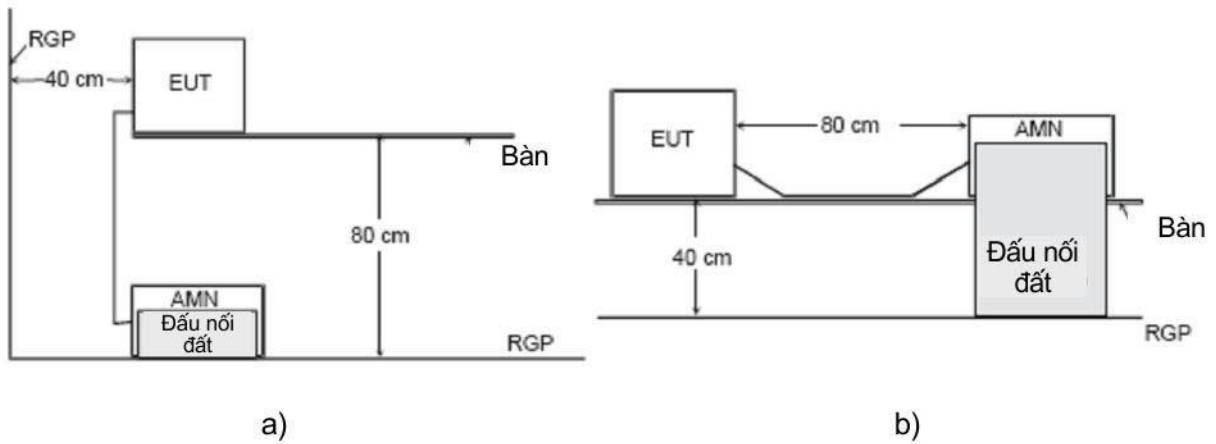 RGP
40 cm
EUT
Bàn
80 cm
AMN
Đấu nối
đất
RGP
a)
EUT
80 cm
AMN
Bàn
40 cm
Đấu nối
đất
RGP
b)